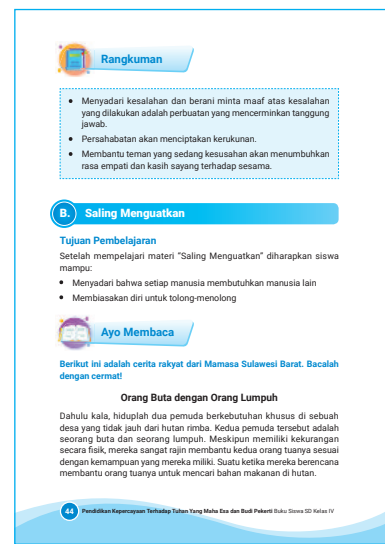 Rangkuman
• Menyadari kesalahan dan berani minta maaf atas kesalahan
yang dilakukan adalah perbuatan yang mencerminkan tanggung
jawab.
• Persahabatan akan menciptakan kerukunan.
• Membantu teman yang sedang kesusahan akan menumbuhkan
rasa empati dan kasih sayang terhadap sesama.
B. Saling Menguatkan
Tujuan Pembelajaran
Setelah mempelajari materi "Saling Menguatkan" diharapkan siswa
mampu:
• Menyadari bahwa setiap manusia membutuhkan manusia lain
• Membiasakan diri untuk tolong-menolong
Ayo Membaca
Berikut ini adalah cerita rakyat dari Mamasa Sulawesi Barat. Bacalah
dengan cermat!
Orang Buta dengan Orang Lumpuh
Dahulu kala, hiduplah dua pemuda berkebutuhan khusus di sebuah
desa yang tidak jauh dari hutan rimba. Kedua pemuda tersebut adalah
seorang buta dan seorang lumpuh. Meskipun memiliki kekurangan
secara fisik, mereka sangat rajin membantu kedua orang tuanya sesuai
dengan kemampuan yang mereka miliki. Suatu ketika mereka berencana
membantu orang tuanya untuk mencari bahan makanan di hutan.
44 Pendidikan Kepercayaan Terhadap Tuhan Yang Maha Esa dan Budi Pekerti Buku Siswa SD Kelas IV